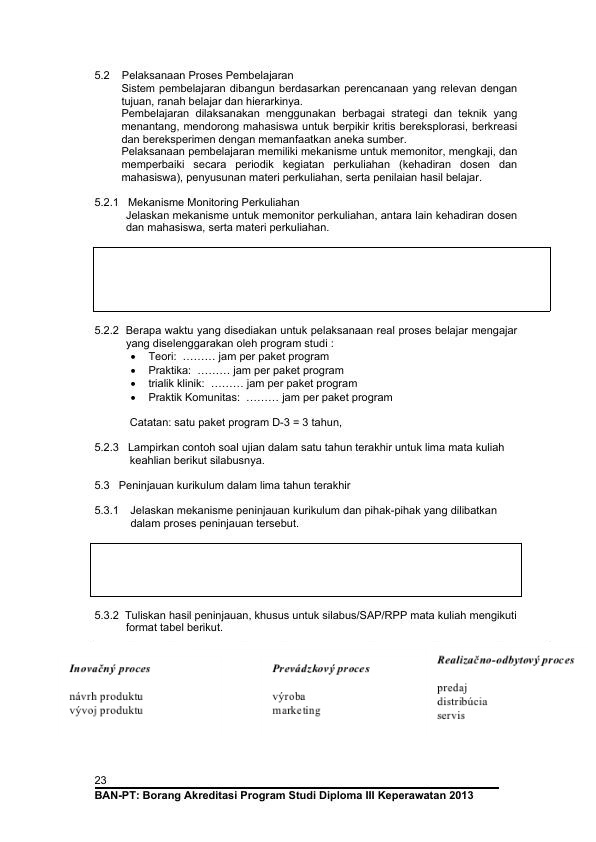 5.2 Pelaksanaan Proses Pembelajaran
Sistem pembelajaran dibangun berdasarkan perencanaan yang relevan dengan
tujuan, ranah belajar dan hierarkinya.
Pembelajaran dilaksanakan menggunakan berbagai strategi dan teknik yang
menantang, mendorong mahasiswa untuk berpikir kritis bereksplorasi, berkreasi
dan bereksperimen dengan memanfaatkan aneka sumber.
Pelaksanaan pembelajaran memiliki mekanisme untuk memonitor, mengkaji, dan
memperbaiki secara periodik kegiatan perkuliahan (kehadiran dosen dan
mahasiswa), penyusunan materi perkuliahan, serta penilaian hasil belajar.
5.2.1 Mekanisme Monitoring Perkuliahan
Jelaskan mekanisme untuk memonitor perkuliahan, antara lain kehadiran dosen
dan mahasiswa, serta materi perkuliahan.
5.2.2 Berapa waktu yang disediakan untuk pelaksanaan real proses belajar mengajar
yang diselenggarakan oleh program studi :
• Teori: ……… jam per paket program
• Praktika: ……… jam per paket program
• trialik klinik: ……… jam per paket program
• Praktik Komunitas: ……… jam per paket program
Catatan: satu paket program D-3 = 3 tahun,
5.2.3 Lampirkan contoh soal ujian dalam satu tahun terakhir untuk lima mata kuliah
keahlian berikut silabusnya.
5.3 Peninjauan kurikulum dalam lima tahun terakhir
5.3.1 Jelaskan mekanisme peninjauan kurikulum dan pihak-pihak yang dilibatkan
dalam proses peninjauan tersebut.
5.3.2 Tuliskan hasil peninjauan, khusus untuk silabus/SAP/RPP mata kuliah mengikuti
format tabel berikut.
Inovačný proces
návrh produktu
vývoj produktu
Prevádzkový proces
výroba
marketing
Realizačno-odbytový proces
predaj
distribúcia
servis
23
BAN-PT: Borang Akreditasi Program Studi Diploma III Keperawatan 2013